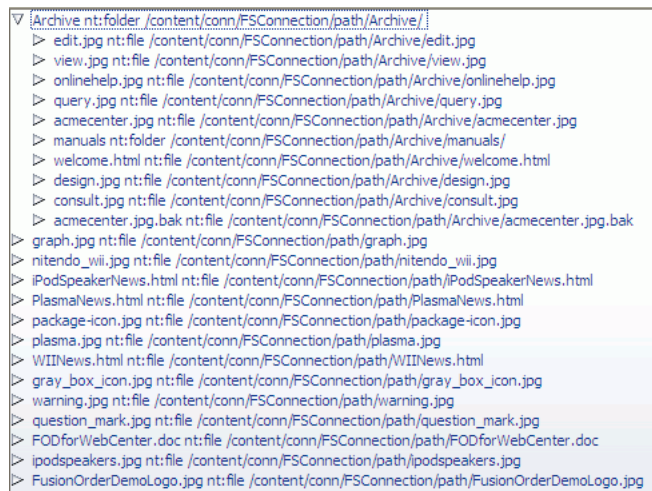 Archive nt:folder /content/conn/FSConnection/path/Archive/
edit.jpg nt:file /content/conn/FSConnection/path/Archive/edit.jpg
view.jpg nt:file /content/conn/FSConnection/path/Archive/view.jpg
onlinehelp.jpg nt:file /content/conn/FSConnection/path/Archive/onlinehelp.jpg
query.jpg nt:file /content/conn/FSConnection/path/Archive/query.jpg
acmecenter.jpg nt:file /content/conn/FSConnection/path/Archive/acmecenter.jpg
manuals nt:folder /content/conn/FSConnection/path/Archive/manuals/
welcome.html nt:file /content/conn/FSConnection/path/Archive/welcome.html
design.jpg nt:file /content/conn/FSConnection/path/Archive/design.jpg
consult.jpg nt:file /content/conn/FSConnection/path/Archive/consult.jpg
acmecenter.jpg.bak nt:file /content/conn/FSConnection/path/Archive/acmecenter.jpg.bak
graph.jpg nt:file /content/conn/FSConnection/path/graph.jpg
nitendo_wii.jpg nt:file /content/conn/FSConnection/path/nitendo_wii.jpg
iPodSpeakerNews.html nt:file /content/conn/FSConnection/path/iPodSpeakerNews.html
PlasmaNews.html nt:file /content/conn/FSConnection/path/PlasmaNews.html
package-icon.jpg nt:file /content/conn/FSConnection/path/package-icon.jpg
plasma.jpg nt:file /content/conn/FSConnection/path/plasma.jpg
WIINews.html nt:file /content/conn/FSConnection/path/WIINews.html
gray_box_icon.jpg nt:file /content/conn/FSConnection/path/gray_box_icon.jpg
warning.jpg nt:file /content/conn/FSConnection/path/warning.jpg
question_mark.jpg nt:file /content/conn/FSConnection/path/question_mark.jpg
FODforWebCenter.doc nt:file /content/conn/FSConnection/path/FODforWebCenter.doc
ipodspeakers.jpg nt:file /content/conn/FSConnection/path/ipodspeakers.jpg
FusionOrderDemoLogo.jpg nt:file /content/conn/FSConnection/path/FusionOrderDemoLogo.jpg